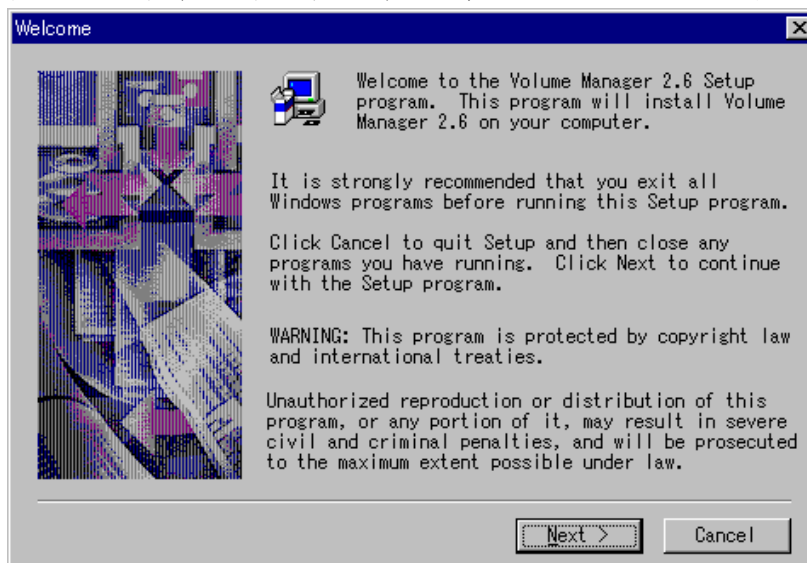 Welcome
Welcome to the Volume Manager 2.6 Setup
program.  This program will install Volume
Manager 2.6 on your computer.
It is strongly recommended that you exit all
Windows programs before running this Setup program.
Click Cancel to quit Setup and then close any
programs you have running.  Click Next to continue
with the Setup program.
WARNING: This program is protected by copyright law
and international treaties.
Unauthorized reproduction or distribution of this
program, or any portion of it, may result in severe
civil and criminal penalties, and will be prosecuted
to the maximum extent possible under law.
Next >
Cancel